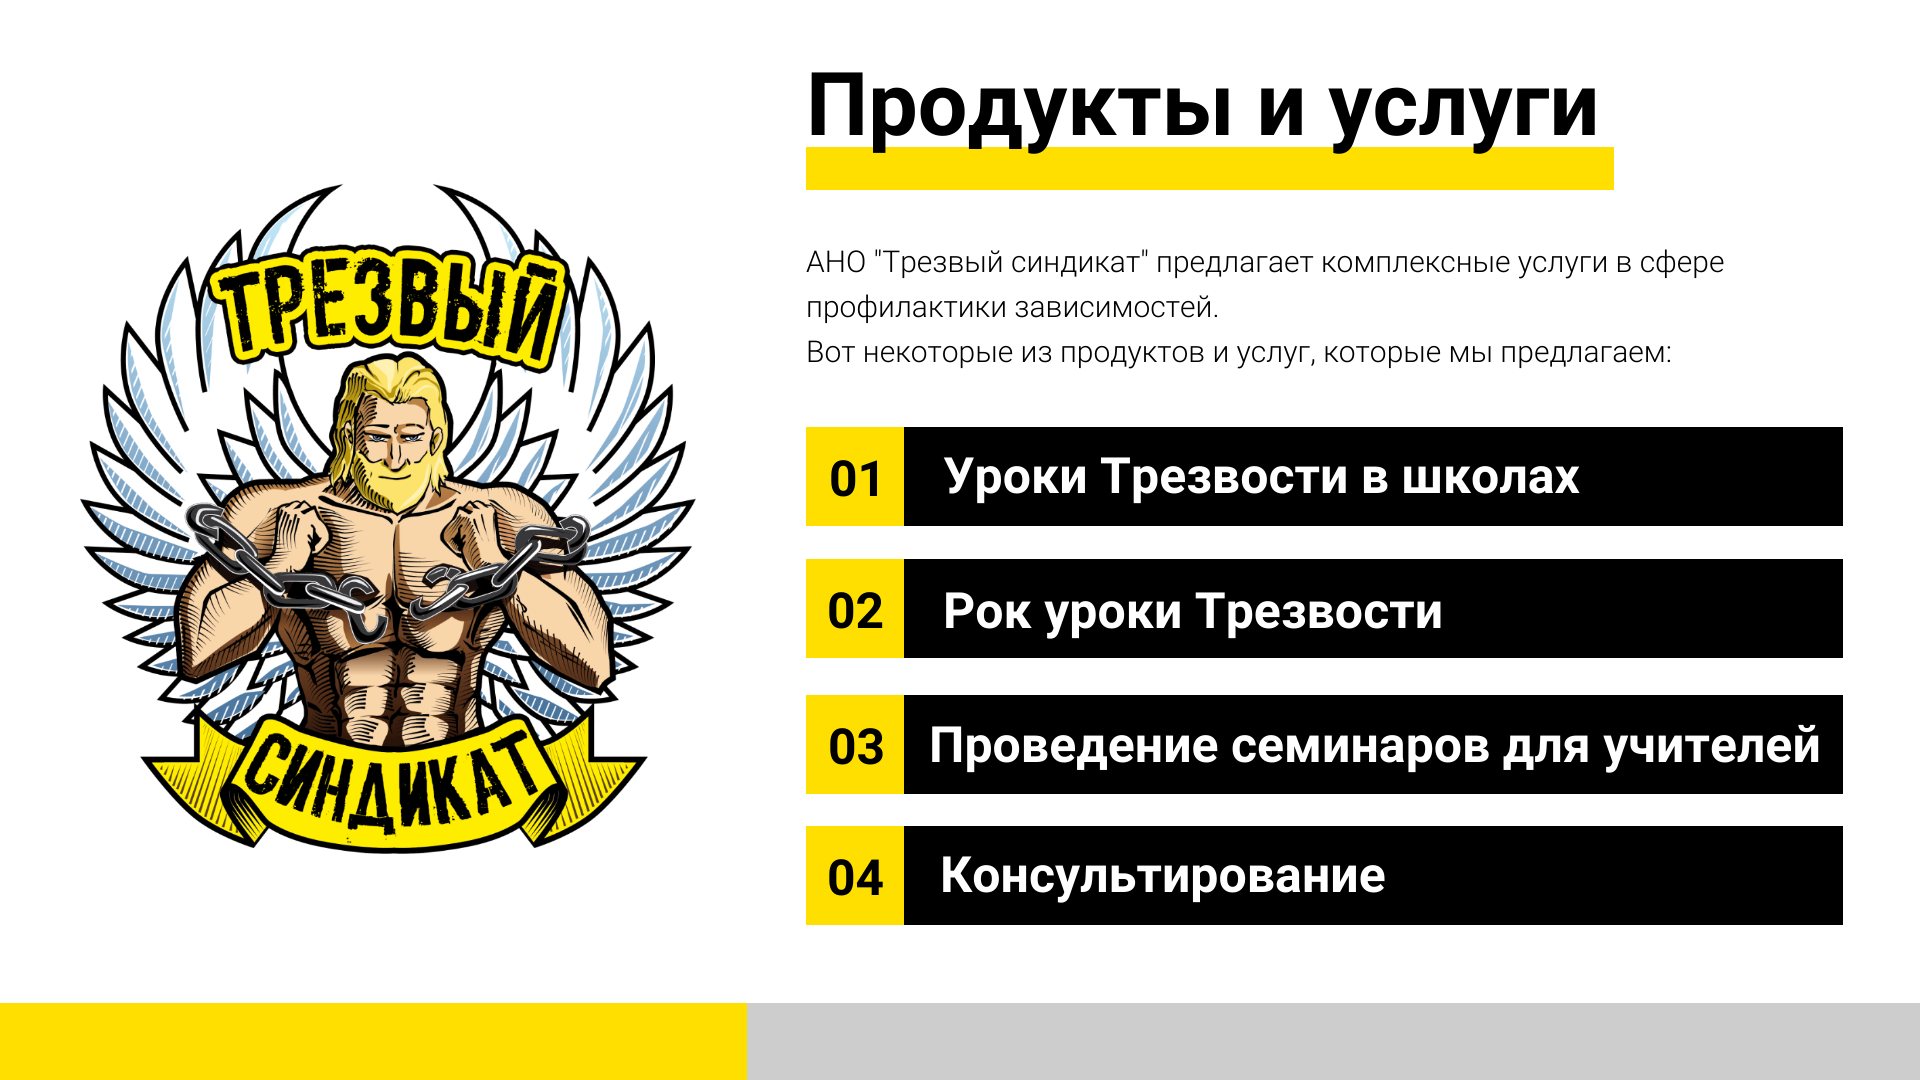 Продукты и услуги
ТРЕЗВЫЙ
СИНДИКАТ
АНО "Трезвый синдикат" предлагает комплексные услуги в сфере
профилактики зависимостей.
Вот некоторые из продуктов и услуг, которые мы предлагаем:
01 Уроки Трезвости в школах
02 Рок уроки Трезвости
03 Проведение семинаров для учителей
04 Консультирование